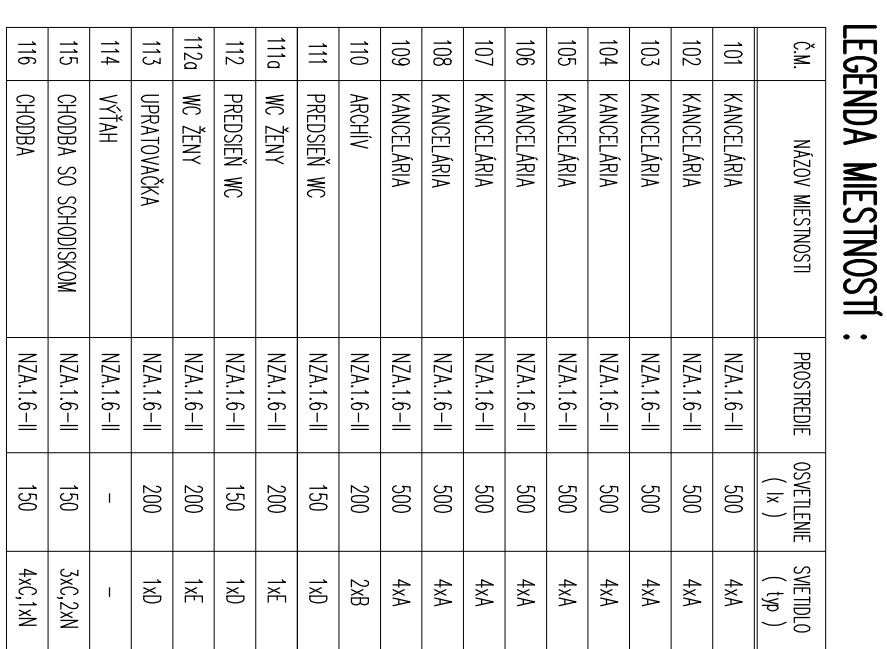 LEGENDA MIESTNOSTÍ :
Č.M. NÁZOV MIESTNOSTI PROSTREDIE OSVETLENIE ( lx ) SVIETIDLO ( typ )
101 KANCELÁRIA NZA.1.6-II 500 4xA
102 KANCELÁRIA NZA.1.6-II 500 4xA
103 KANCELÁRIA NZA.1.6-II 500 4xA
104 KANCELÁRIA NZA.1.6-II 500 4xA
105 KANCELÁRIA NZA.1.6-II 500 4xA
106 KANCELÁRIA NZA.1.6-II 500 4xA
107 KANCELÁRIA NZA.1.6-II 500 4xA
108 KANCELÁRIA NZA.1.6-II 500 4xA
109 KANCELÁRIA NZA.1.6-II 500 4xA
110 ARCHÍV NZA.1.6-II 200 2xB
111 PREDSIEŇ WC NZA.1.6-II 150 1xD
111a WC ŽENY NZA.1.6-II 200 1xE
112 PREDSIEŇ WC NZA.1.6-II 150 1xD
112a WC ŽENY NZA.1.6-II 200 1xE
113 UPRATOVAČKA NZA.1.6-II 200 1xD
114 VÝŤAH NZA.1.6-II - -
115 CHODBA SO SCHODISKOM NZA.1.6-II 150 3xC,2xN
116 CHODBA NZA.1.6-II 150 4xC,1xN